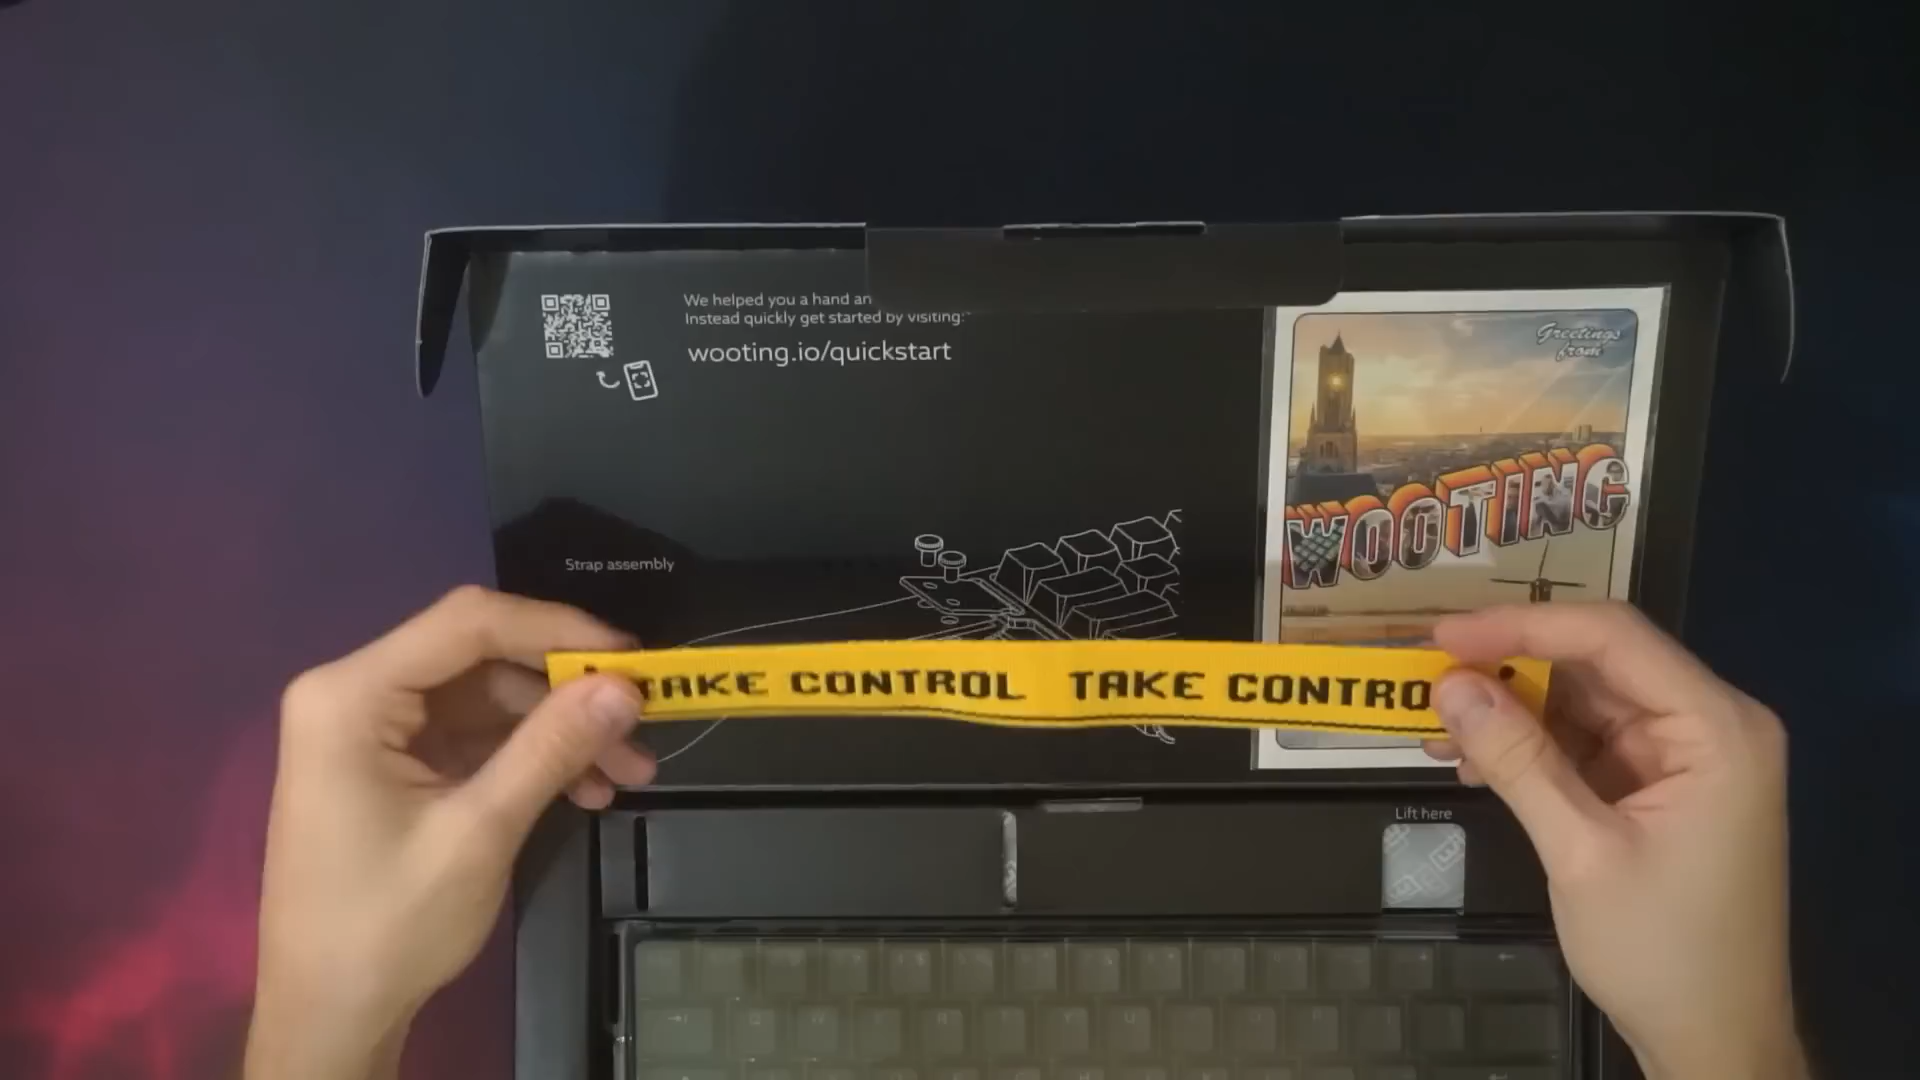 We helped you a hand an
Instead quickly get started by visiting:
wooting.io/quickstart
Greetings
from
WOOTING
Strap assembly
TAKE CONTROL TAKE CONTRO
Lift here